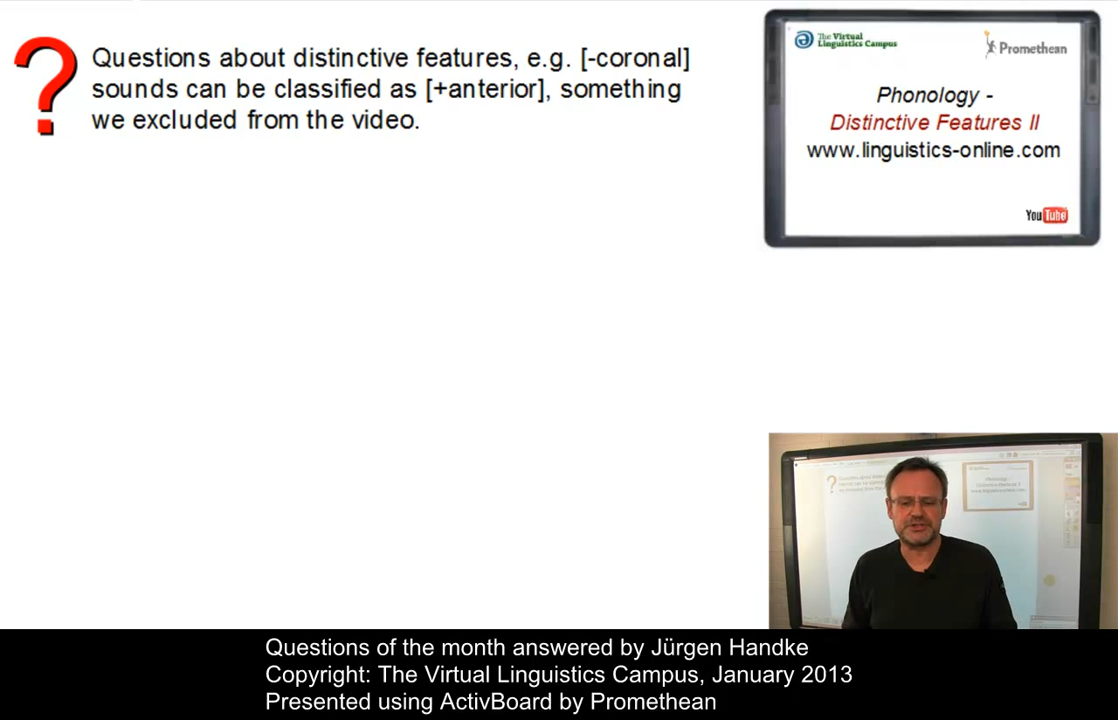 Questions about distinctive features, e.g. [-coronal]
sounds can be classified as [+anterior], something
we excluded from the video.
The Virtual
Linguistics Campus
Promethean
Phonology -
Distinctive Features II
www.linguistics-online.com
YouTube
Questions of the month answered by Jürgen Handke
Copyright: The Virtual Linguistics Campus, January 2013
Presented using ActivBoard by Promethean